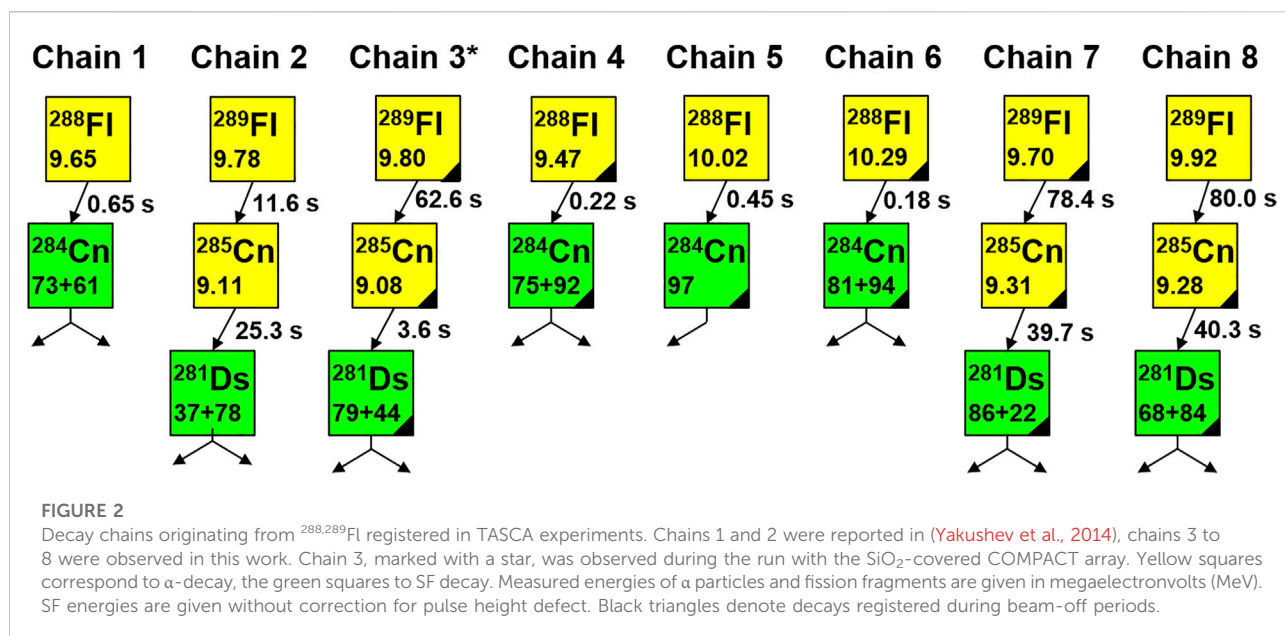 Chain 1 Chain 2 Chain 3* Chain 4 Chain 5 Chain 6 Chain 7 Chain 8
²⁸⁸Fl ²⁸⁹Fl ²⁸⁹Fl ²⁸⁸Fl ²⁸⁸Fl ²⁸⁸Fl ²⁸⁹Fl ²⁸⁹Fl
9.65 9.78 9.80 9.47 10.02 10.29 9.70 9.92
0.65 s 11.6 s 62.6 s 0.22 s 0.45 s 0.18 s 78.4 s 80.0 s
²⁸⁴Cn ²⁸⁵Cn ²⁸⁵Cn ²⁸⁴Cn ²⁸⁴Cn ²⁸⁴Cn ²⁸⁵Cn ²⁸⁵Cn
73+61 9.11 9.08 75+92 97 81+94 9.31 9.28
25.3 s 3.6 s 39.7 s 40.3 s
²⁸¹Ds ²⁸¹Ds ²⁸¹Ds ²⁸¹Ds
37+78 79+44 86+22 68+84
FIGURE 2
Decay chains originating from ²⁸⁸,²⁸⁹Fl registered in TASCA experiments. Chains 1 and 2 were reported in (Yakushev et al., 2014), chains 3 to
8 were observed in this work. Chain 3, marked with a star, was observed during the run with the SiO₂-covered COMPACT array. Yellow squares
correspond to α-decay, the green squares to SF decay. Measured energies of α particles and fission fragments are given in megaelectronvolts (MeV).
SF energies are given without correction for pulse height defect. Black triangles denote decays registered during beam-off periods.